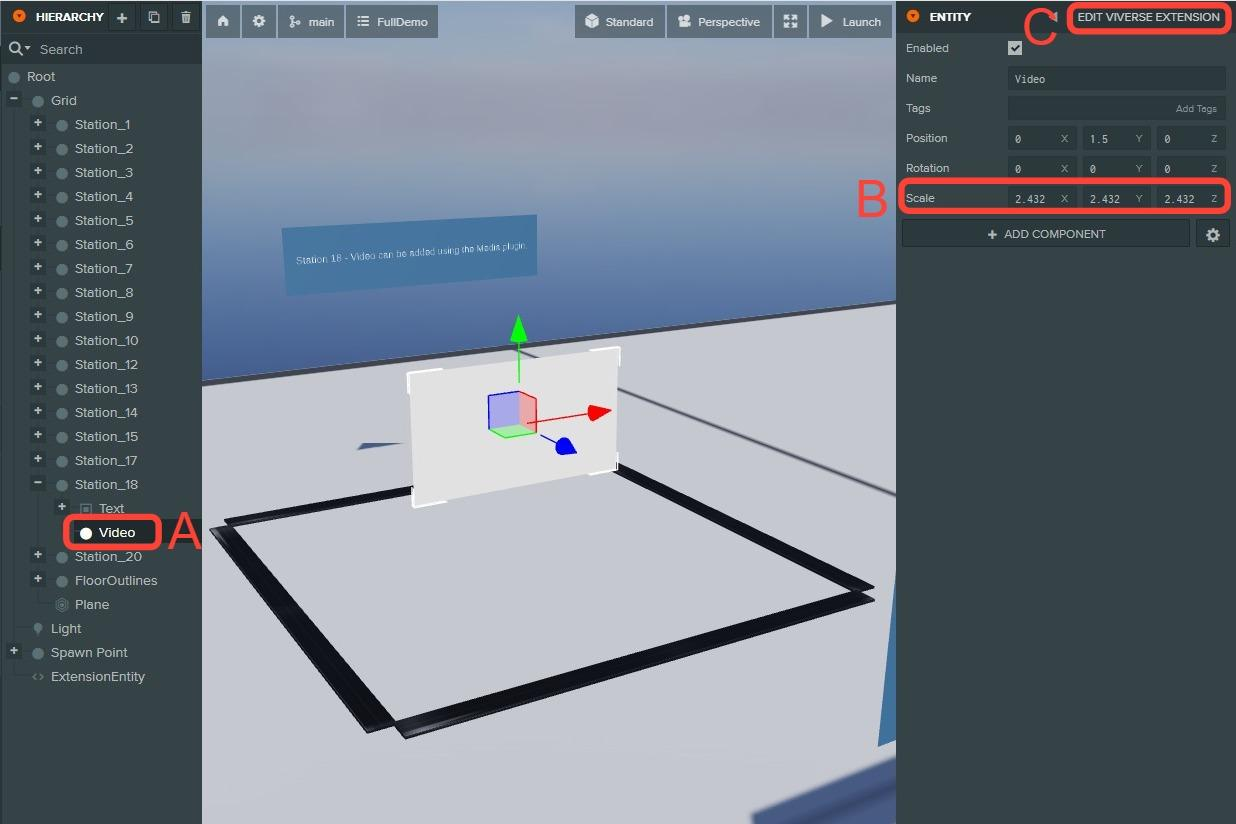 HIERARCHY
Search
Root
Grid
Station_1
Station_2
Station_3
Station_4
Station_5
Station_6
Station_7
Station_8
Station_9
Station_10
Station_12
Station_13
Station_14
Station_15
Station_17
Station_18
Text
Video
A
Station_20
FloorOutlines
Plane
Light
Spawn Point
ExtensionEntity
main
FullDemo
Standard
Perspective
Launch
Station 18 - Video can be added using the Media plugin.
ENTITY
C
EDIT VIVERSE EXTENSION
Enabled
Name Video
Tags Add Tags
Position 0 X 1.5 Y 0 Z
Rotation 0 X 0 Y 0 Z
B
Scale 2.432 X 2.432 Y 2.432 Z
ADD COMPONENT